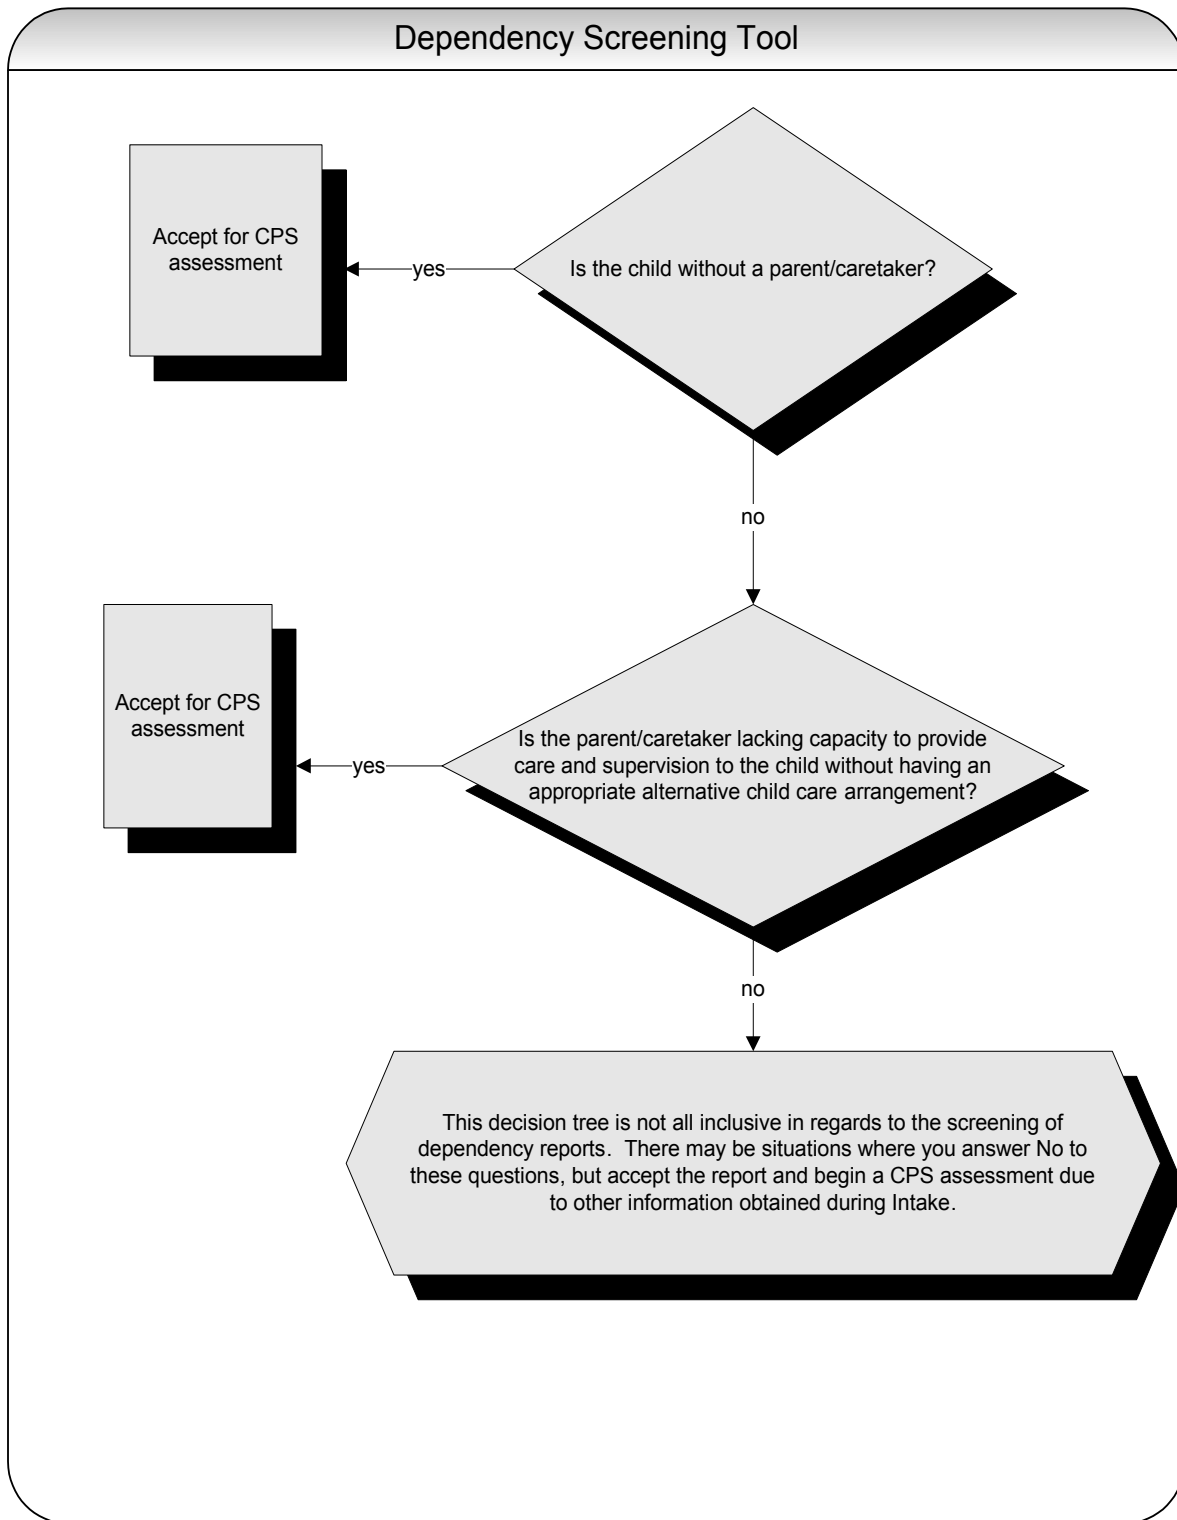 Dependency Screening Tool
Is the child without a parent/caretaker?
yes
Accept for CPS
assessment
no
Is the parent/caretaker lacking capacity to provide
care and supervision to the child without having an
appropriate alternative child care arrangement?
yes
Accept for CPS
assessment
no
This decision tree is not all inclusive in regards to the screening of
dependency reports.  There may be situations where you answer No to
these questions, but accept the report and begin a CPS assessment due
to other information obtained during Intake.